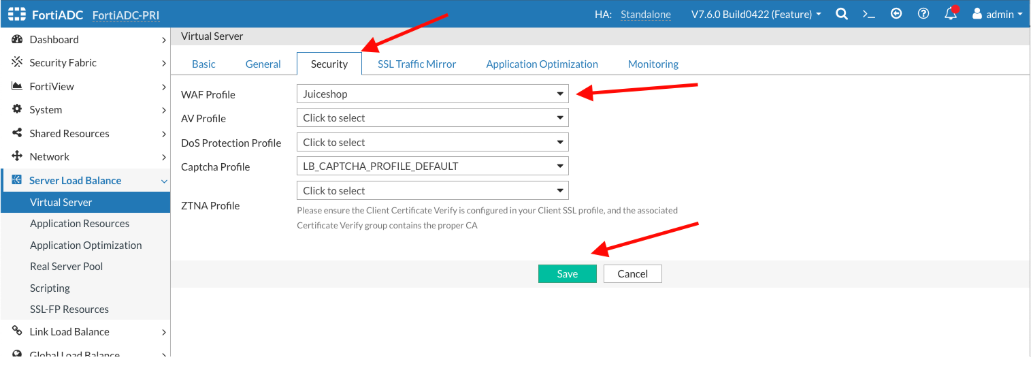 FortiADC FortiADC-PRI HA: Standalone V7.6.0 Build0422 (Feature) >_ admin
Dashboard
Security Fabric
FortiView
System
Shared Resources
Network
Server Load Balance
Virtual Server
Application Resources
Application Optimization
Real Server Pool
Scripting
SSL-FP Resources
Link Load Balance
Global Load Balance
Virtual Server
Basic General Security SSL Traffic Mirror Application Optimization Monitoring
WAF Profile Juiceshop
AV Profile Click to select
DoS Protection Profile Click to select
Captcha Profile LB_CAPTCHA_PROFILE_DEFAULT
Click to select
ZTNA Profile
Please ensure the Client Certificate Verify is configured in your Client SSL profile, and the associated
Certificate Verify group contains the proper CA
Save Cancel